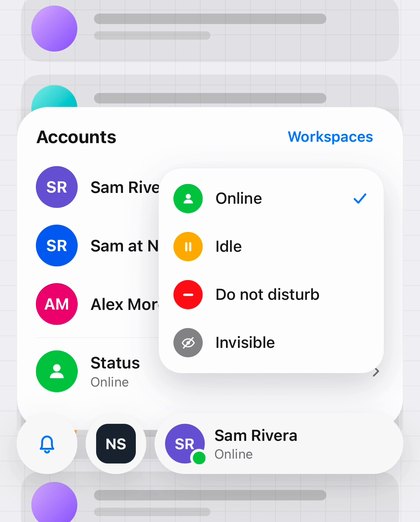 Accounts Workspaces
SR Sam Rive
SR Sam at N
AM Alex Mor
Online
Idle
Do not disturb
Invisible
Status
Online
NS
SR Sam Rivera
Online